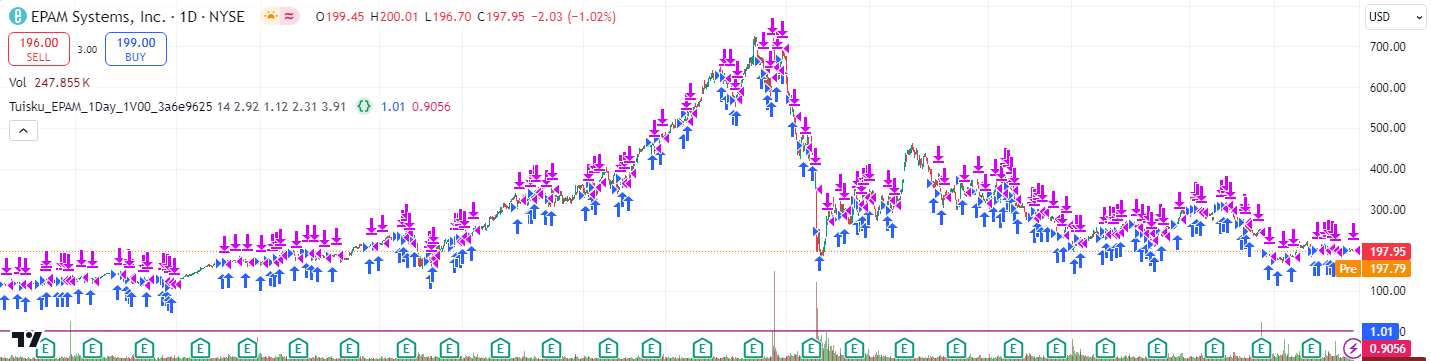 EPAM Systems, Inc. · 1D · NYSE O199.45 H200.01 L196.70 C197.95 −2.03 (−1.02%)
USD
196.00 SELL 3.00 199.00 BUY
Vol 247.855K
Tuisku_EPAM_1Day_1V00_3a6e9625 14 2.92 1.12 2.31 3.91 {} 1.01 0.9056
700.00
600.00
500.00
400.00
300.00
197.95
Pre 197.79
100.00
1.01
0.9056
E E E E E E E E E E E E E E E E E E E E E E E E E E